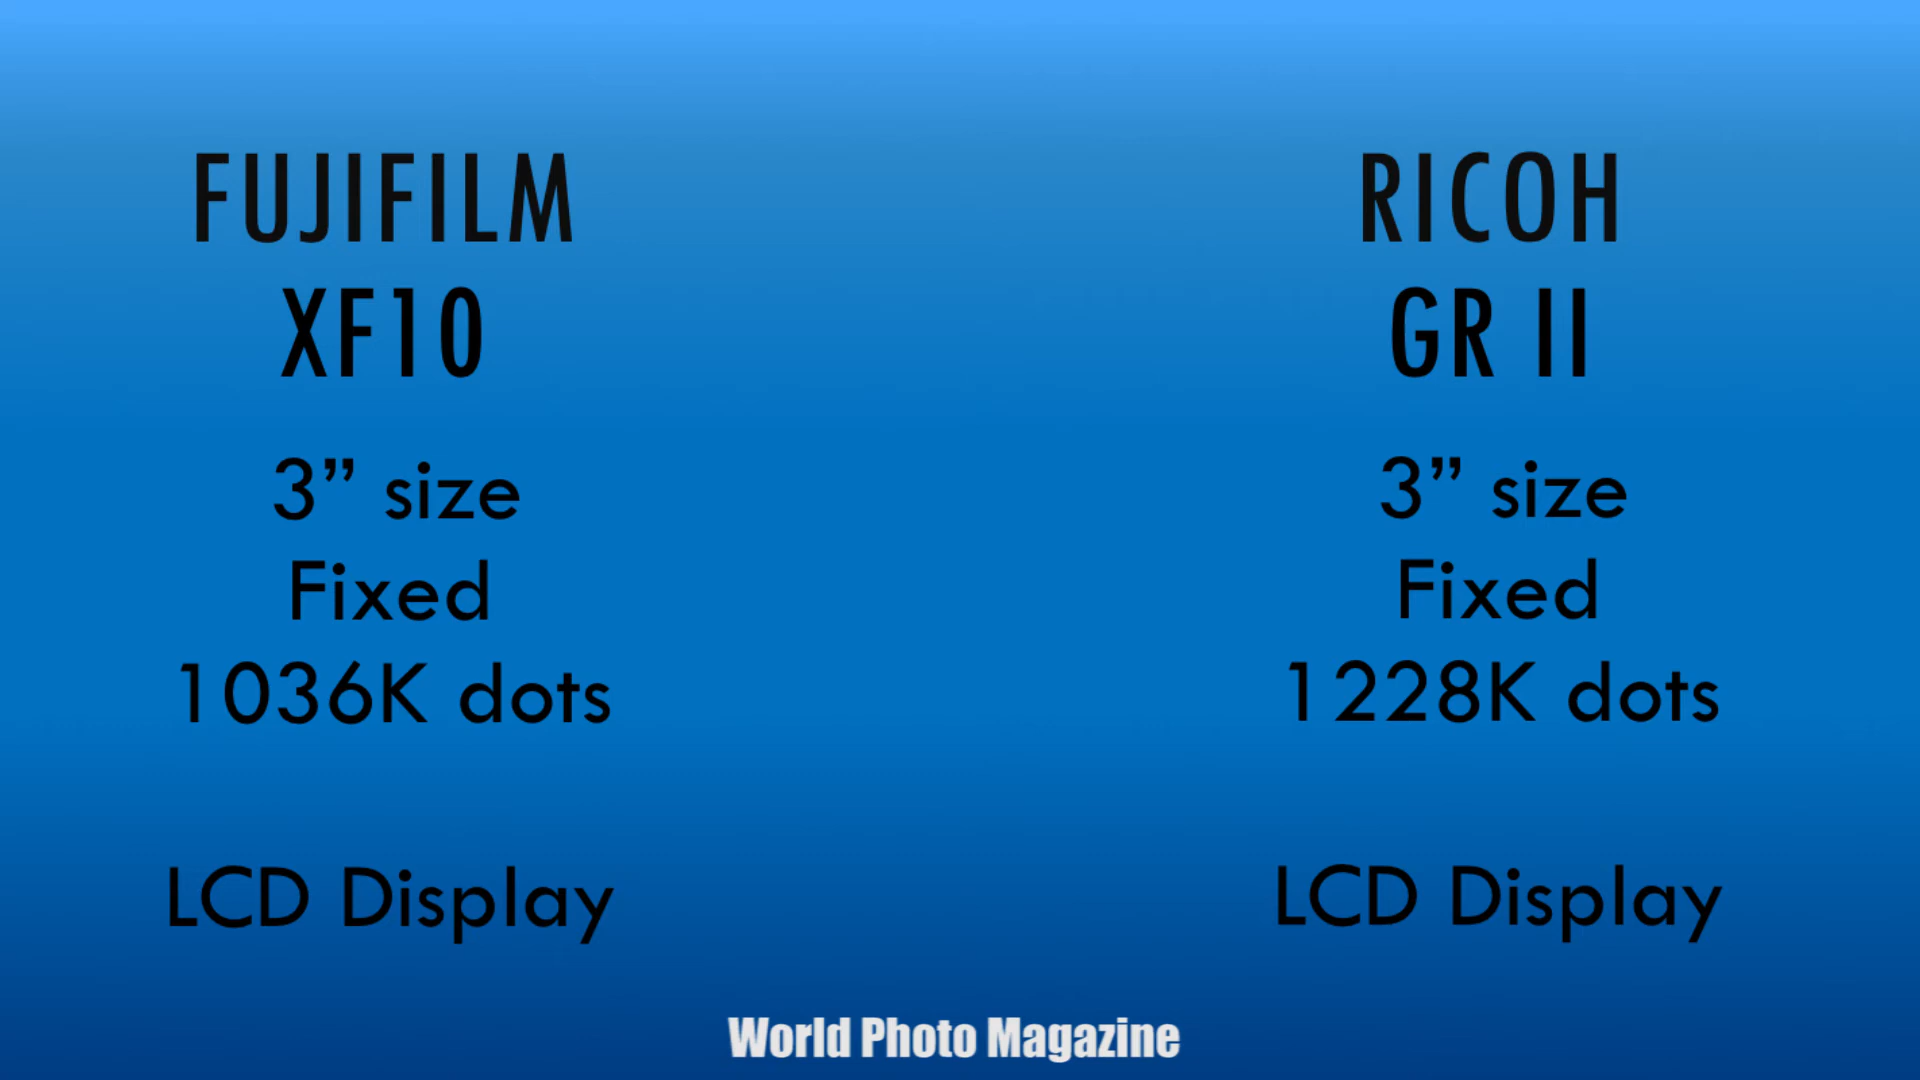 FUJIFILM
XF10
3” size
Fixed
1036K dots
LCD Display
RICOH
GR II
3” size
Fixed
1228K dots
LCD Display
World Photo Magazine